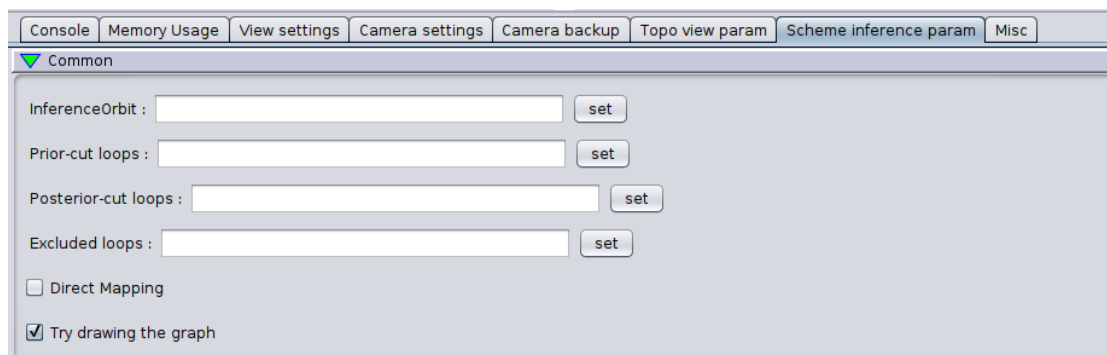 Console Memory Usage View settings Camera settings Camera backup Topo view param Scheme inference param Misc
Common
InferenceOrbit : set
Prior-cut loops : set
Posterior-cut loops : set
Excluded loops : set
Direct Mapping
Try drawing the graph